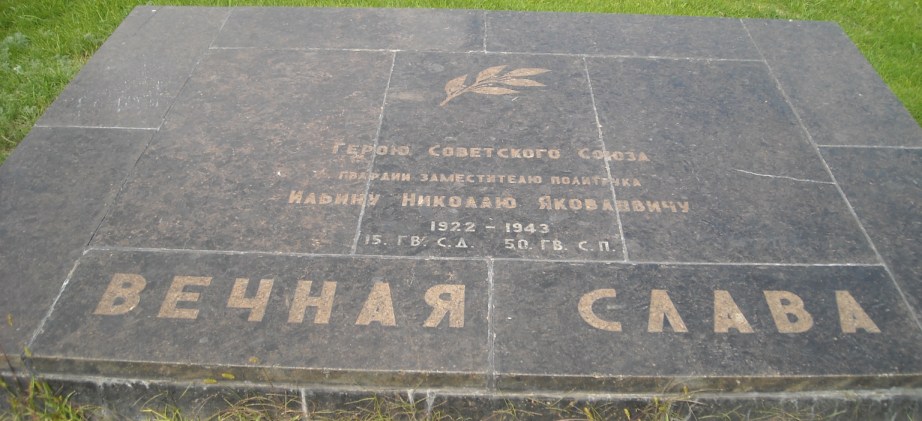 Герою Советского Союза
гвардии заместителю политрука
Ильину Николаю Яковлевичу
1922 - 1943
15. ГВ. С.Д. 50. ГВ. С.П.
ВЕЧНАЯ СЛАВА